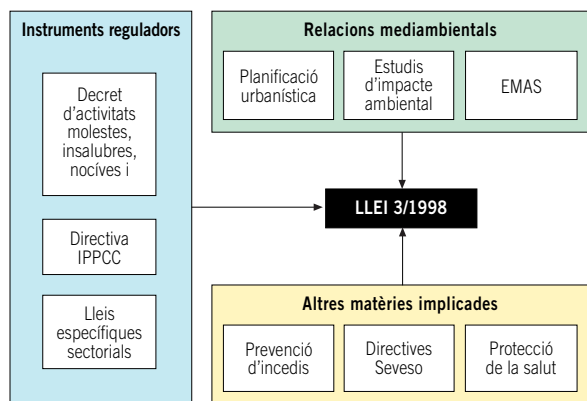 Instruments reguladors
Decret
d'activitats
molestes,
insalubres,
nocíves i
Directiva
IPPCC
Lleis
específiques
sectorials
Relacions mediambientals
Planificació
urbanística
Estudis
d'impacte
ambiental
EMAS
LLEI 3/1998
Altres matèries implicades
Prevenció
d'incedis
Directives
Seveso
Protecció
de la salut